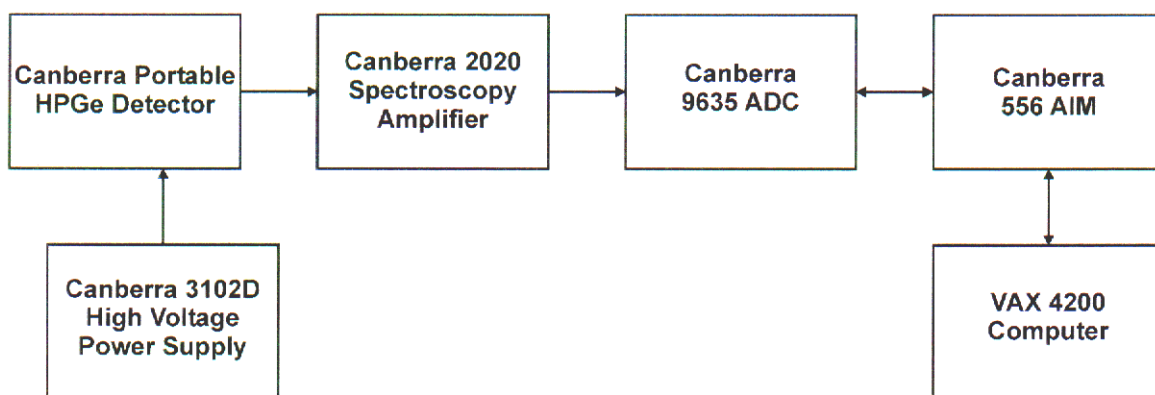 Canberra Portable
HPGe Detector
Canberra 2020
Spectroscopy
Amplifier
Canberra
9635 ADC
Canberra
556 AIM
Canberra 3102D
High Voltage
Power Supply
VAX 4200
Computer